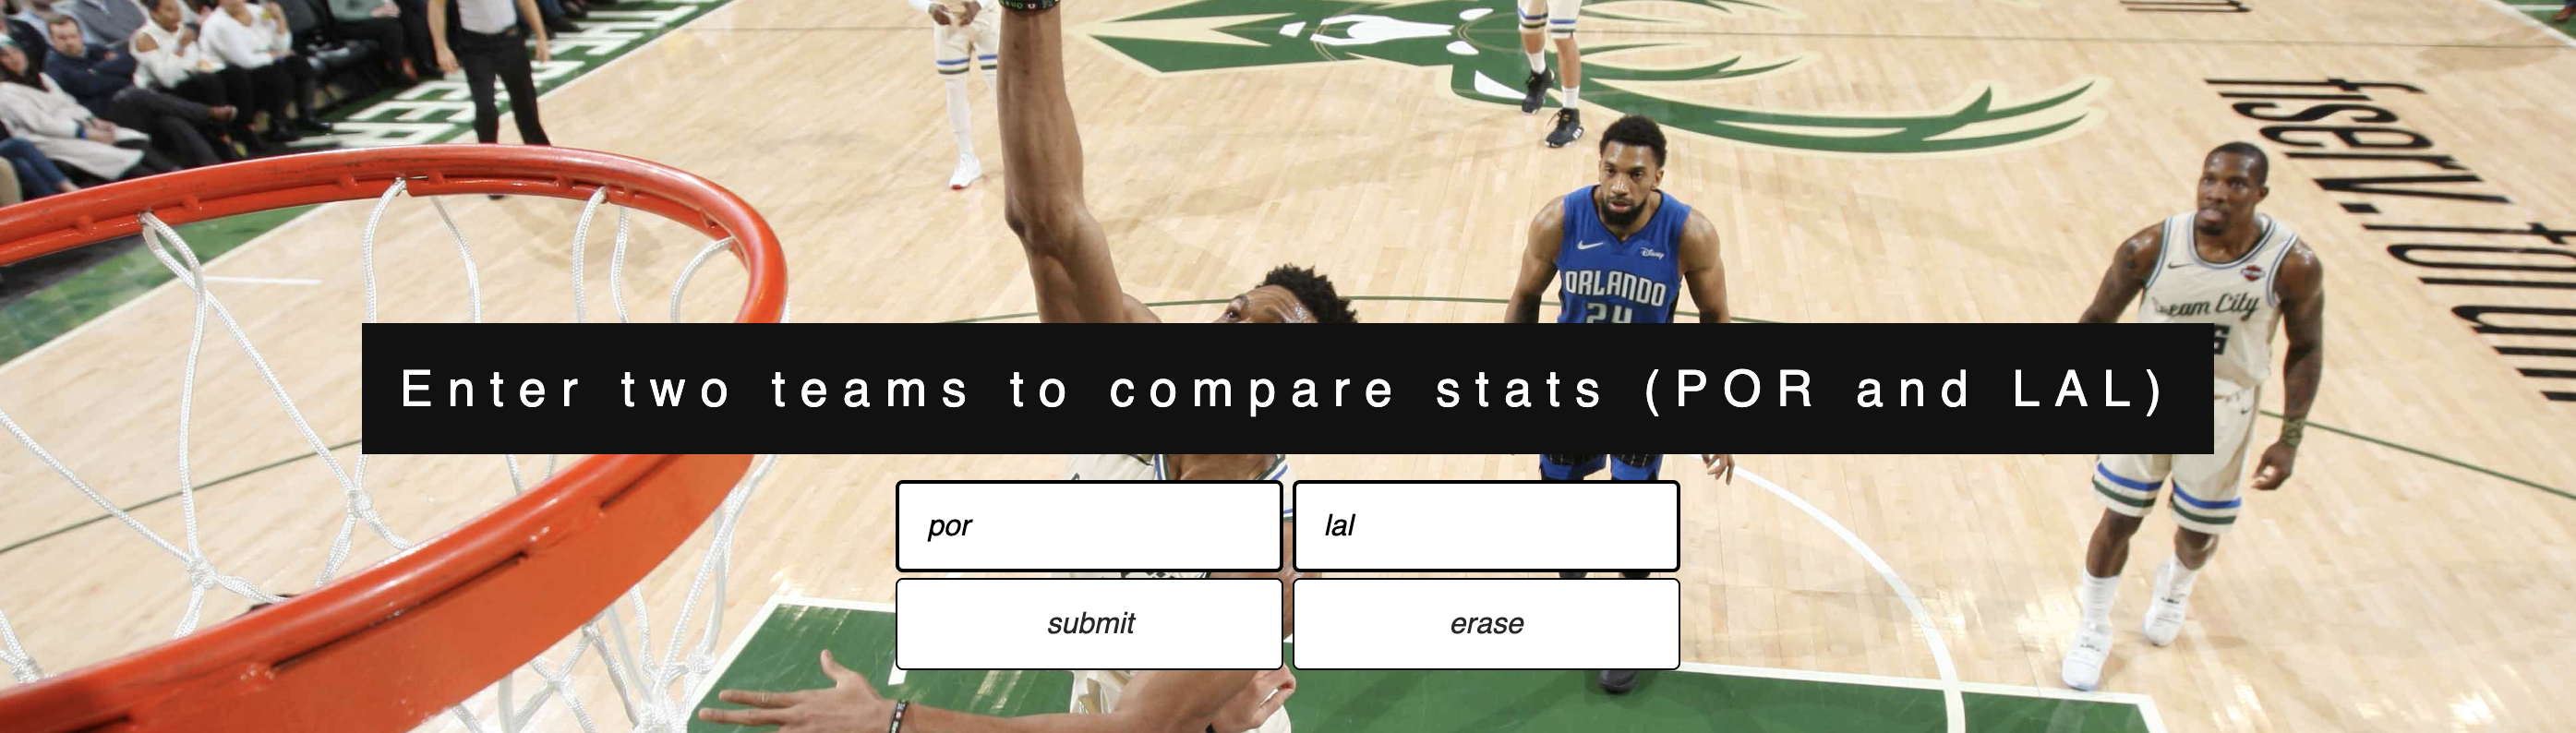 fiserv.forum
Disney
ORLANDO
24
Cream City
Enter two teams to compare stats (POR and LAL)
por
lal
submit
erase